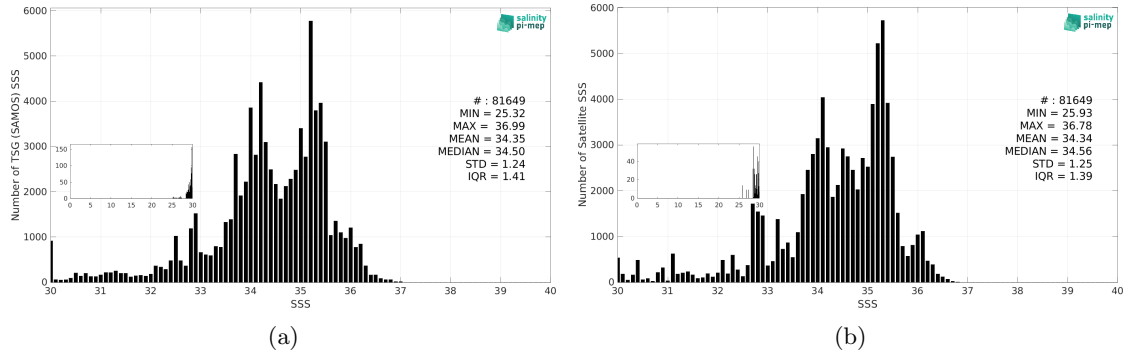 6000
5000
4000
3000
2000
1000
0
Number of TSG (SAMOS) SSS
salinity
pi-mep
# : 81649
MIN = 25.32
MAX = 36.99
MEAN = 34.35
MEDIAN = 34.50
STD = 1.24
IQR = 1.41
150
100
50
0
0 5 10 15 20 25 30
30 31 32 33 34 35 36 37 38 39 40
SSS
(a)
6000
5000
4000
3000
2000
1000
0
Number of Satellite SSS
salinity
pi-mep
# : 81649
MIN = 25.93
MAX = 36.78
MEAN = 34.34
MEDIAN = 34.56
STD = 1.25
IQR = 1.39
40
20
0
0 5 10 15 20 25 30
30 31 32 33 34 35 36 37 38 39 40
SSS
(b)